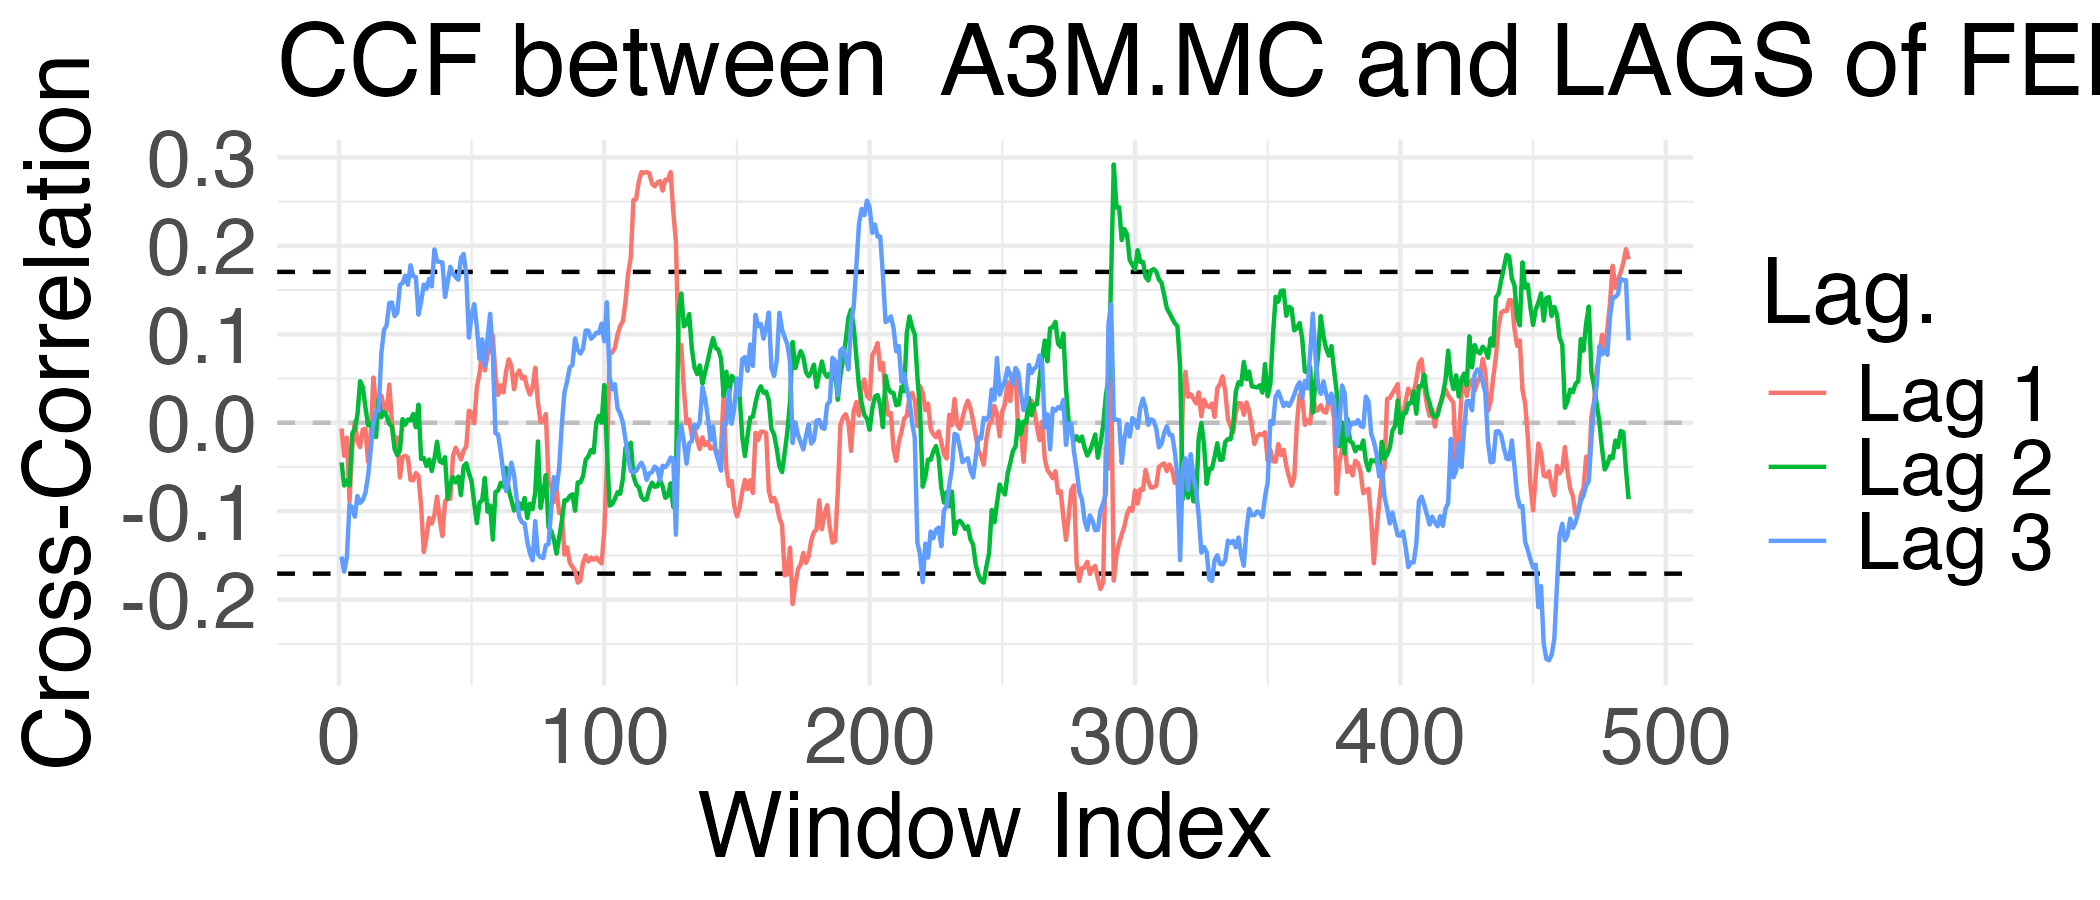 CCF between A3M.MC and LAGS of
Cross-Correlation
0.3
0.2
0.1
0.0
-0.1
-0.2
0 100 200 300 400 500
Window Index
Lag.
Lag 1
Lag 2
Lag 3